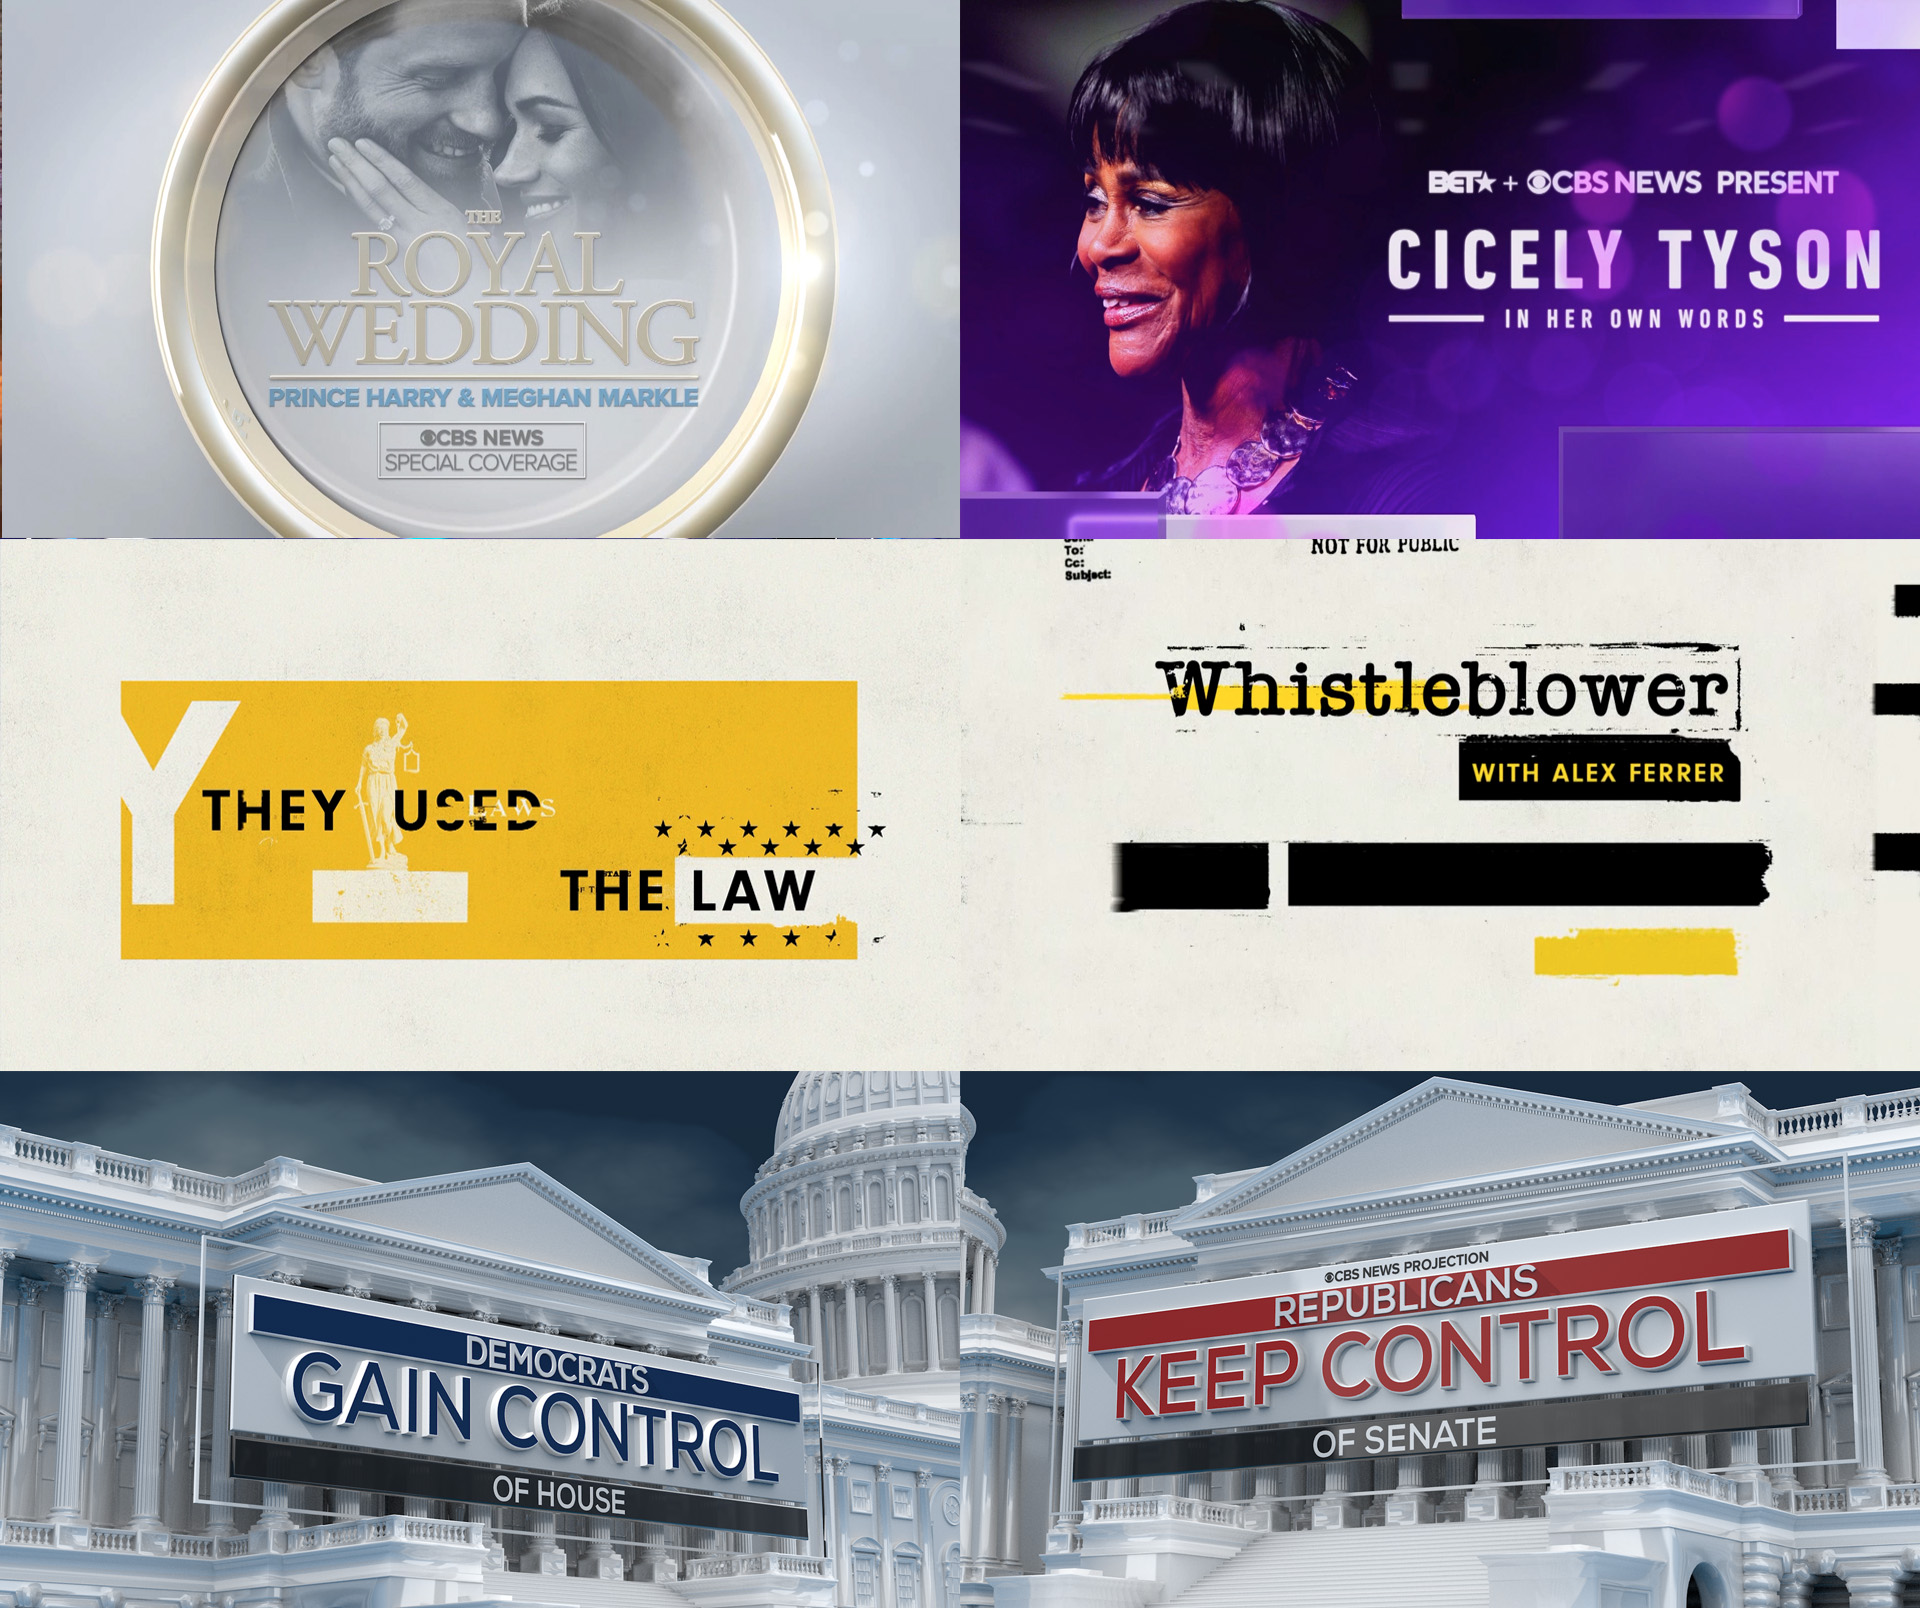 THE
ROYAL
WEDDING
PRINCE HARRY & MEGHAN MARKLE
CBS NEWS
SPECIAL COVERAGE
BET★ + CBS NEWS PRESENT
CICELY TYSON
IN HER OWN WORDS
Y
THEY USED
LAWS
THE LAW
To:
Cc:
Subject:
NOT FOR PUBLIC
Whistleblower
WITH ALEX FERRER
DEMOCRATS
GAIN CONTROL
OF HOUSE
CBS NEWS PROJECTION
REPUBLICANS
KEEP CONTROL
OF SENATE